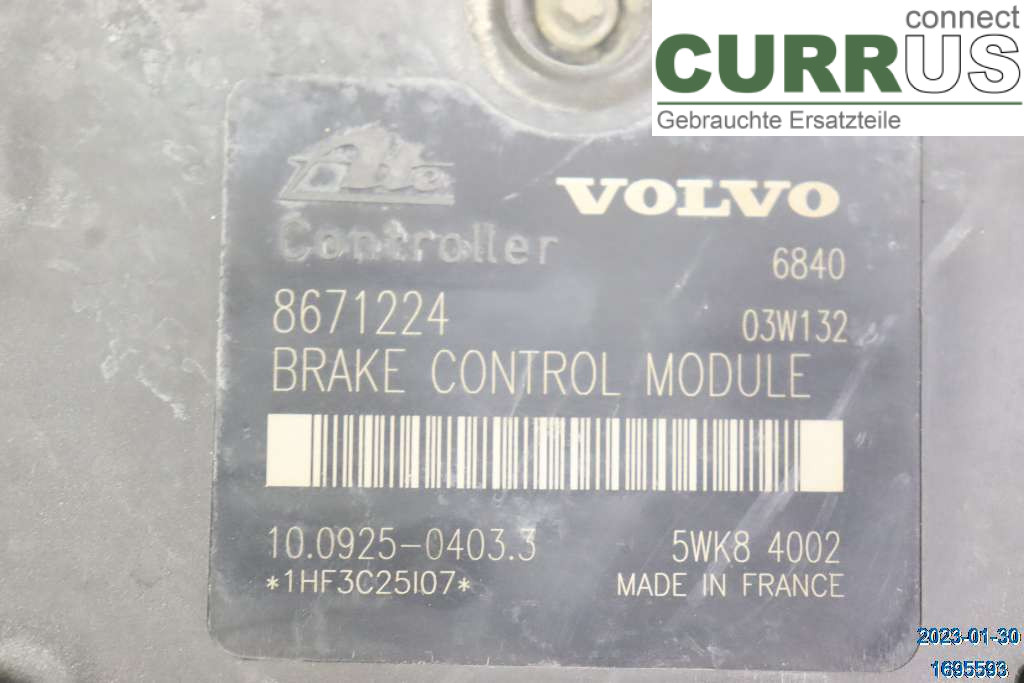 connect
CURRUS
Gebrauchte Ersatzteile
Ate
VOLVO
Controller
6840
8671224
03W132
BRAKE CONTROL MODULE
10.0925-0403.3
5WK8 4002
*1HF3C25I07*
MADE IN FRANCE
2023-01-30
1695593